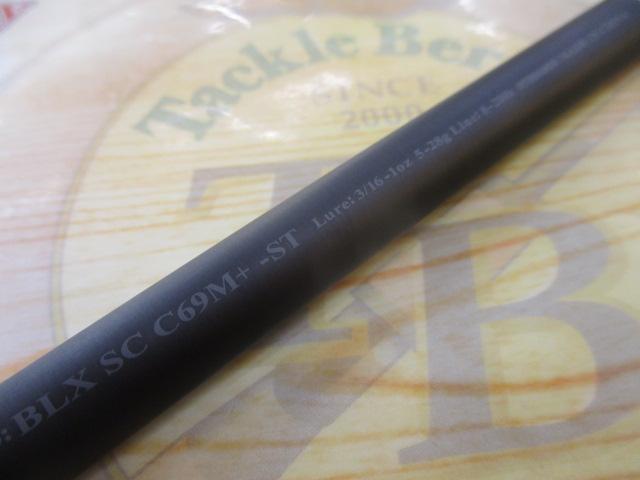 Tackle Ber
SINCE
2000
TB
BLX SC C69M+ -ST Lure: 3/16-1oz 5-28g Line: 8-20lb